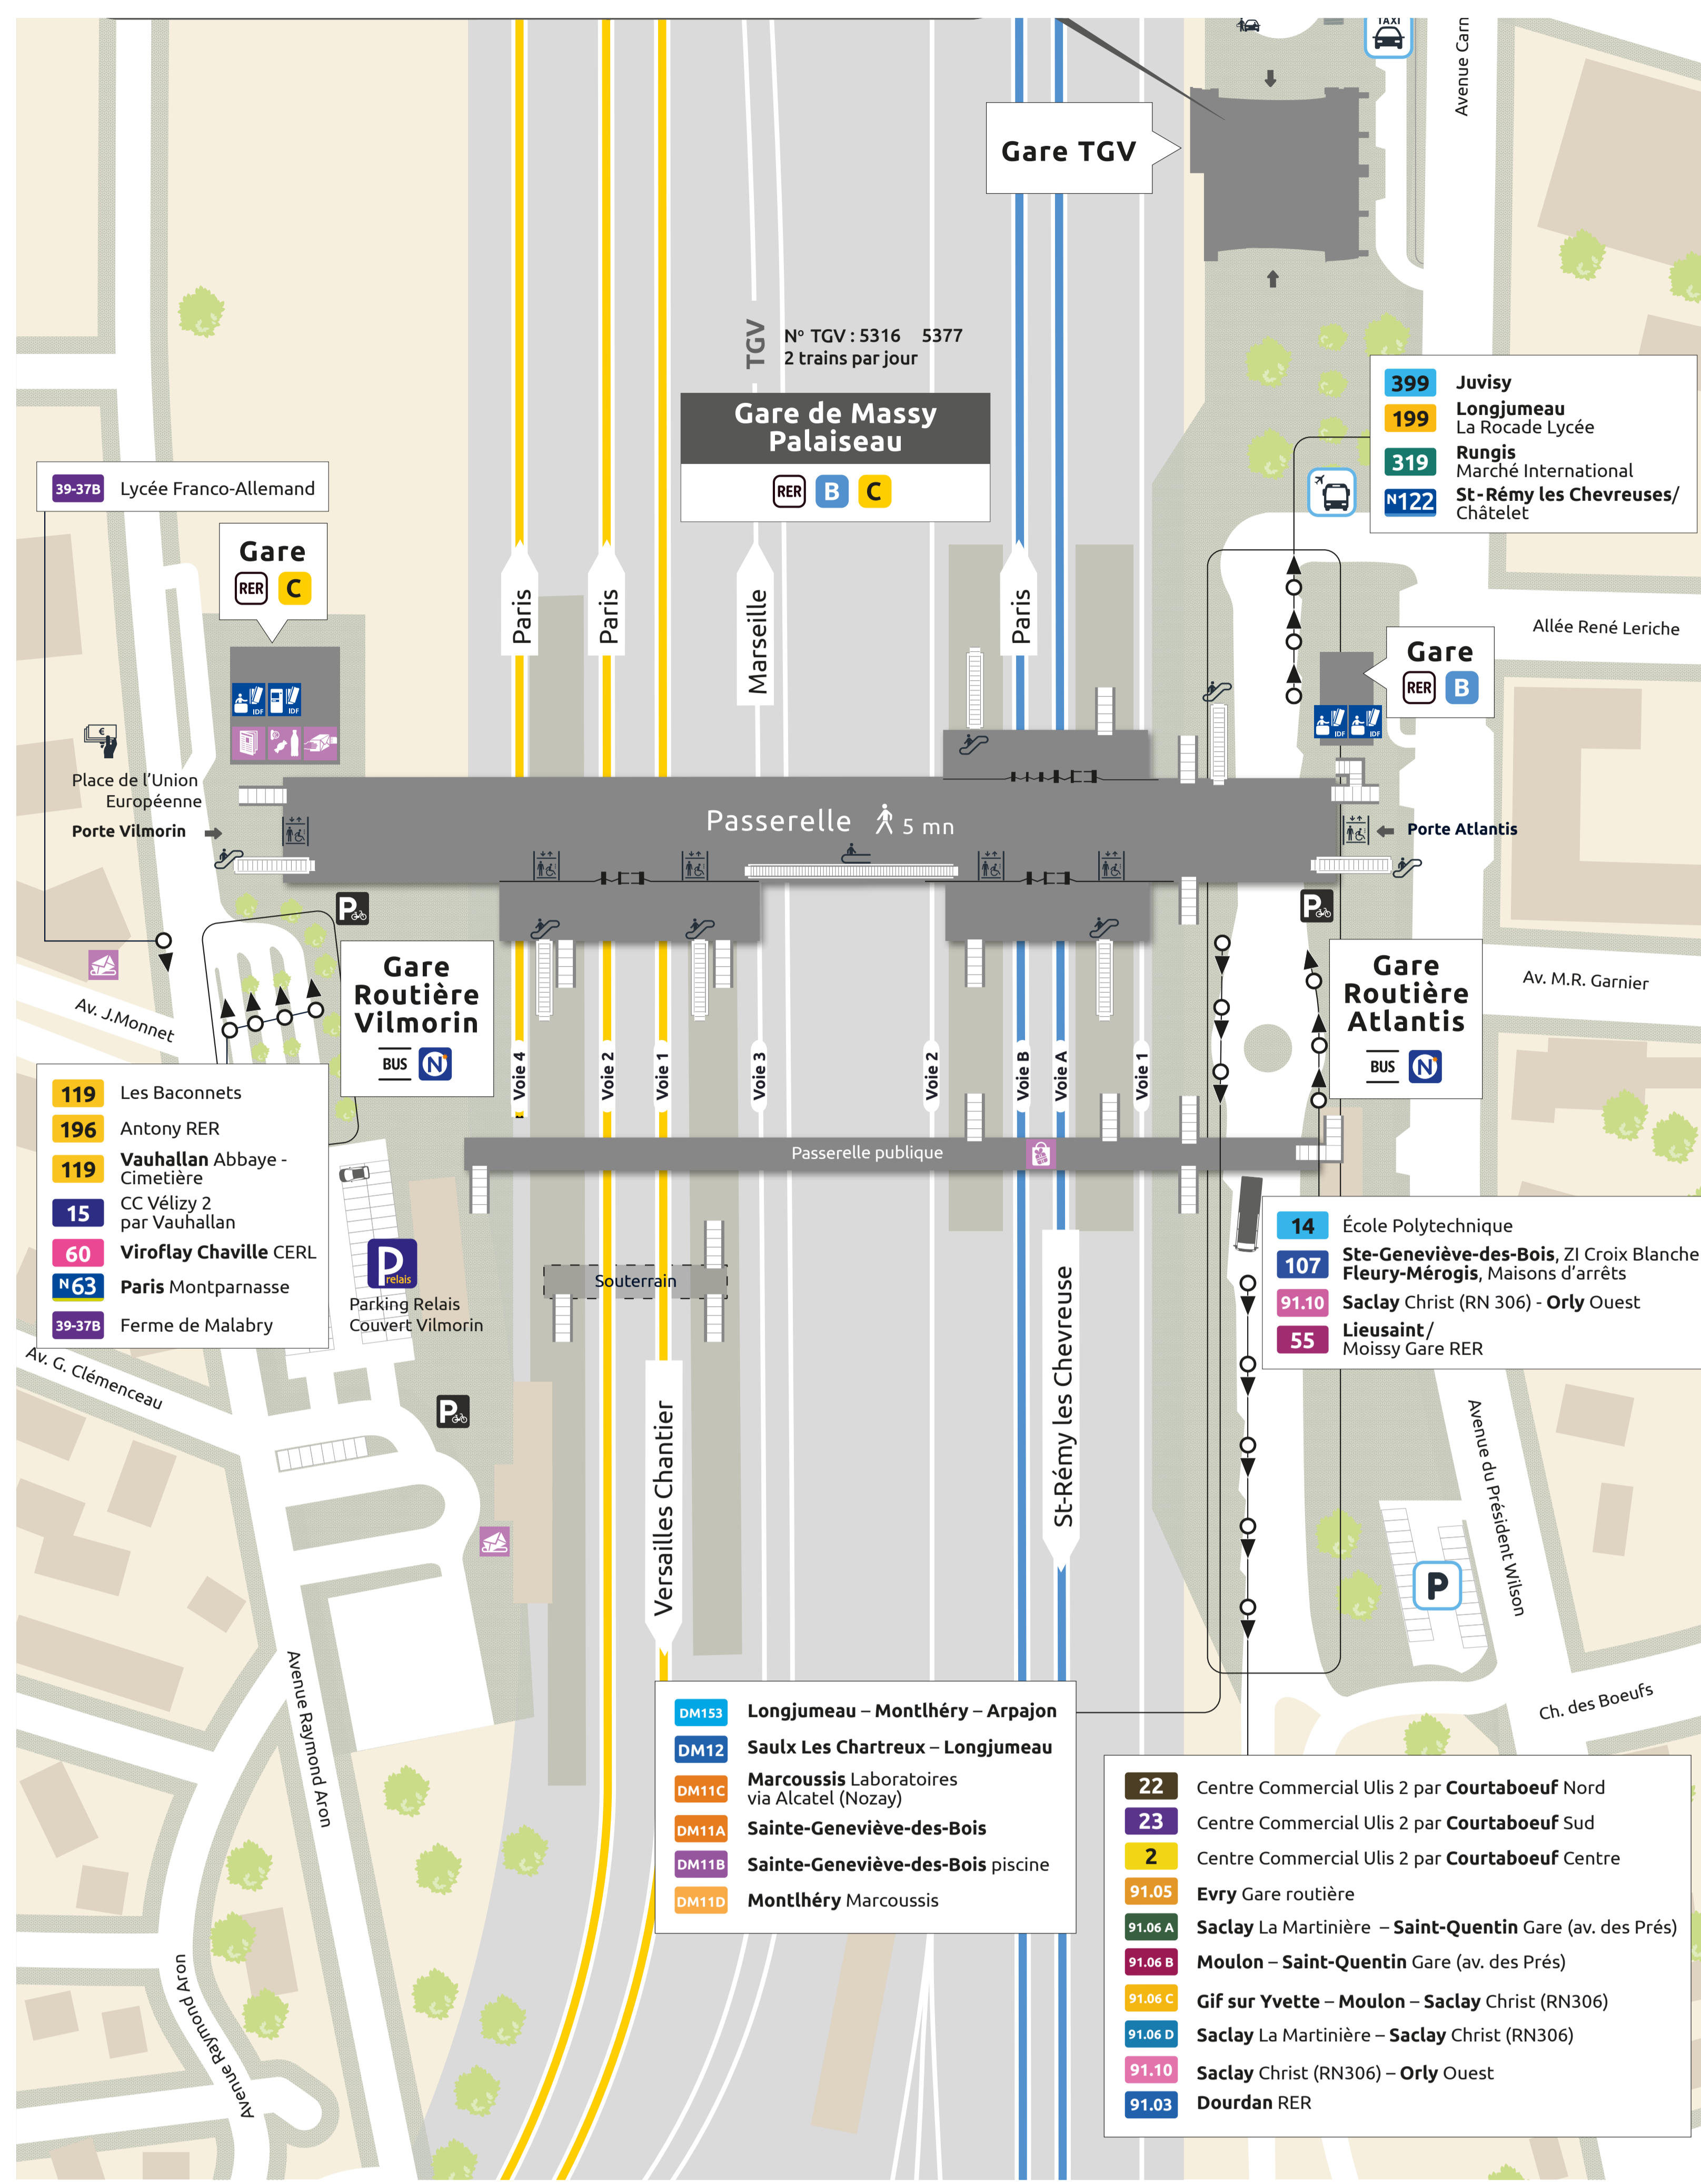 TAXI
Avenue Carn
Gare TGV
TGV
Nº TGV : 5316 5377
2 trains par jour
Gare de Massy
Palaiseau
RER B C
399 Juvisy
199 Longjumeau
La Rocade Lycée
319 Rungis
Marché International
N122 St-Rémy les Chevreuses/
Châtelet
39-37B Lycée Franco-Allemand
Gare
RER C
Paris
Paris
Marseille
Paris
Allée René Leriche
Gare
RER B
IDF
IDF
IDF
IDF
€
Place de l'Union
Européenne
Porte Vilmorin
Passerelle 5 mn
Porte Atlantis
P
P
Gare
Routière
Vilmorin
BUS N
Gare
Routière
Atlantis
BUS N
Av. M.R. Garnier
Av. J.Monnet
Voie 4
Voie 2
Voie 1
Voie 3
Voie 2
Voie B
Voie A
Voie 1
119 Les Baconnets
196 Antony RER
119 Vauhallan Abbaye -
Cimetière
15 CC Vélizy 2
par Vauhallan
60 Viroflay Chaville CERL
N63 Paris Montparnasse
39-37B Ferme de Malabry
Passerelle publique
P
relais
Parking Relais
Couvert Vilmorin
Souterrain
14 École Polytechnique
107 Ste-Geneviève-des-Bois, ZI Croix Blanche
Fleury-Mérogis, Maisons d'arrêts
91.10 Saclay Christ (RN 306) - Orly Ouest
55 Lieusaint/
Moissy Gare RER
Av. G. Clémenceau
P
Versailles Chantier
St-Rémy les Chevreuse
Avenue du Président Wilson
P
Avenue Raymond Aron
Ch. des Boeufs
DM153 Longjumeau – Montlhéry – Arpajon
DM12 Saulx Les Chartreux – Longjumeau
DM11C Marcoussis Laboratoires
via Alcatel (Nozay)
DM11A Sainte-Geneviève-des-Bois
DM11B Sainte-Geneviève-des-Bois piscine
DM11D Montlhéry Marcoussis
22 Centre Commercial Ulis 2 par Courtaboeuf Nord
23 Centre Commercial Ulis 2 par Courtaboeuf Sud
2 Centre Commercial Ulis 2 par Courtaboeuf Centre
91.05 Evry Gare routière
91.06 A Saclay La Martinière – Saint-Quentin Gare (av. des Prés)
91.06 B Moulon – Saint-Quentin Gare (av. des Prés)
91.06 C Gif sur Yvette – Moulon – Saclay Christ (RN306)
91.06 D Saclay La Martinière – Saclay Christ (RN306)
91.10 Saclay Christ (RN306) – Orly Ouest
91.03 Dourdan RER
Avenue Raymond Aron